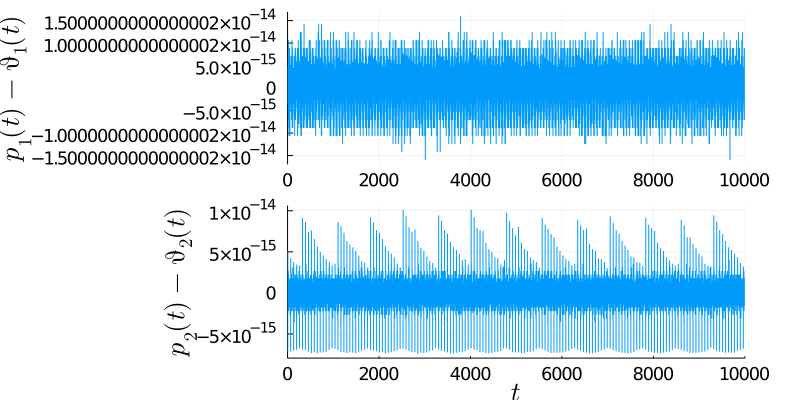 p₁(t) − ϑ₁(t)
1.5000000000000002×10⁻¹⁴
1.0000000000000002×10⁻¹⁴
5.0×10⁻¹⁵
0
−5.0×10⁻¹⁵
−1.0000000000000002×10⁻¹⁴
−1.5000000000000002×10⁻¹⁴
0 2000 4000 6000 8000 10000
p₂(t) − ϑ₂(t)
1×10⁻¹⁴
5×10⁻¹⁵
0
−5×10⁻¹⁵
0 2000 4000 6000 8000 10000
t